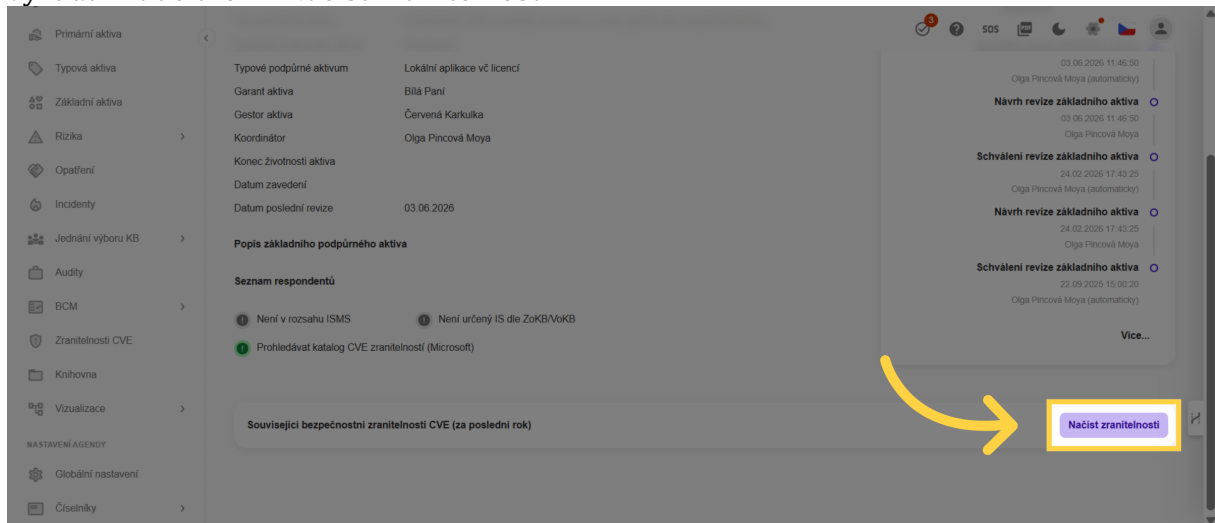 Primární aktiva
Typová aktiva
Základní aktiva
Rizika
Opatření
Incidenty
Jednání výboru KB
Audity
BCM
Zranitelnosti CVE
Knihovna
Vizualizace
NASTAVENÍ AGENDY
Globální nastavení
Číselníky
3
SOS
PDF
Typové podpůrné aktivum Lokální aplikace vč licencí
Garant aktiva Bílá Paní
Gestor aktiva Červená Karkulka
Koordinátor Olga Pincová Moya
Konec životnosti aktiva
Datum zavedení
Datum poslední revize 03.06.2026
Popis základního podpůrného aktiva
Seznam respondentů
Není v rozsahu ISMS Není určený IS dle ZoKB/VoKB
Prohledávat katalog CVE zranitelností (Microsoft)
03.06.2026 11:46:50
Olga Pincová Moya (automaticky)
Návrh revize základního aktiva
03.06.2026 11:46:50
Olga Pincová Moya
Schválení revize základního aktiva
24.02.2026 17:43:25
Olga Pincová Moya (automaticky)
Návrh revize základního aktiva
24.02.2026 17:43:25
Olga Pincová Moya
Schválení revize základního aktiva
22.09.2025 15:00:20
Olga Pincová Moya (automaticky)
Více...
Související bezpečnostní zranitelnosti CVE (za poslední rok)
Načíst zranitelnosti